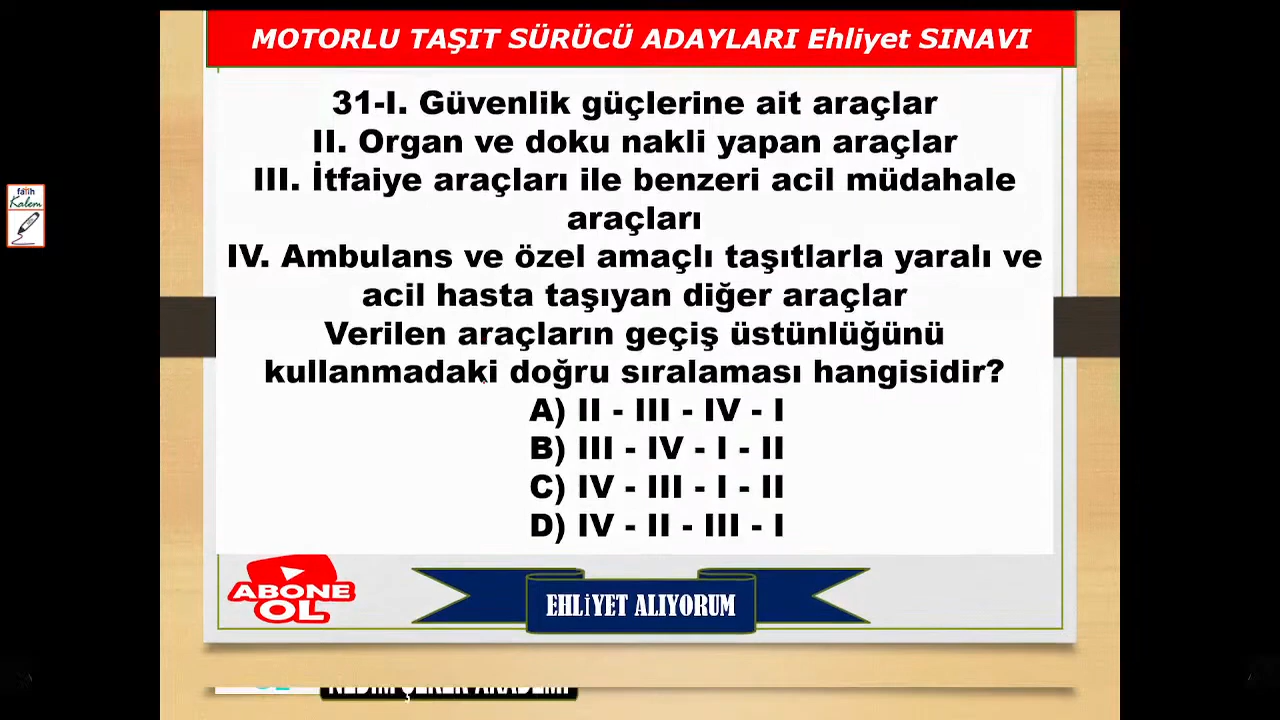 MOTORLU TAŞIT SÜRÜCÜ ADAYLARI Ehliyet SINAVI
31-I. Güvenlik güçlerine ait araçlar
II. Organ ve doku nakli yapan araçlar
III. İtfaiye araçları ile benzeri acil müdahale
araçları
IV. Ambulans ve özel amaçlı taşıtlarla yaralı ve
acil hasta taşıyan diğer araçlar
Verilen araçların geçiş üstünlüğünü
kullanmadaki doğru sıralaması hangisidir?
A) II - III - IV - I
B) III - IV - I - II
C) IV - III - I - II
D) IV - II - III - I
fatih
Kalem
ABONE
OL
EHLİYET ALIYORUM